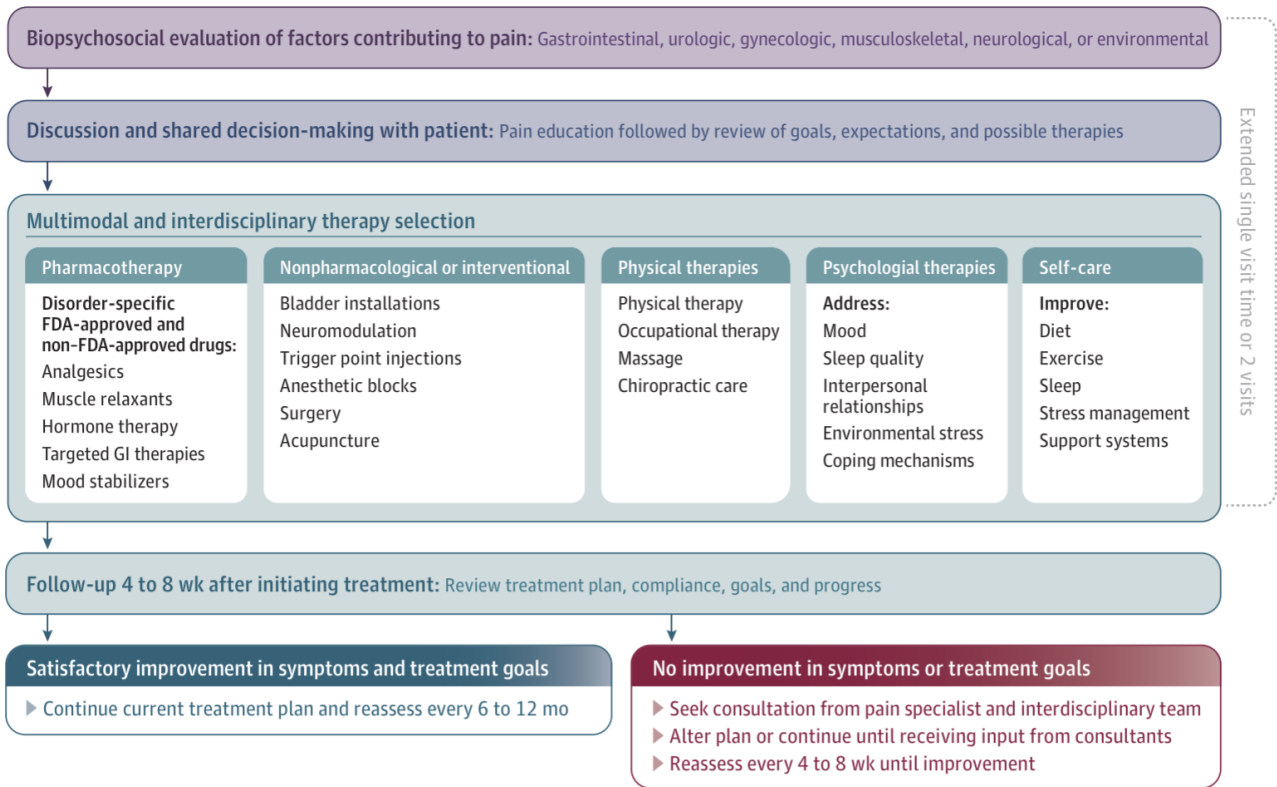 Biopsychosocial evaluation of factors contributing to pain: Gastrointestinal, urologic, gynecologic, musculoskeletal, neurological, or environmental
Discussion and shared decision-making with patient: Pain education followed by review of goals, expectations, and possible therapies
Multimodal and interdisciplinary therapy selection
Pharmacotherapy
Disorder-specific
FDA-approved and
non–FDA-approved drugs:
Analgesics
Muscle relaxants
Hormone therapy
Targeted GI therapies
Mood stabilizers
Nonpharmacological or interventional
Bladder installations
Neuromodulation
Trigger point injections
Anesthetic blocks
Surgery
Acupuncture
Physical therapies
Physical therapy
Occupational therapy
Massage
Chiropractic care
Psychologial therapies
Address:
Mood
Sleep quality
Interpersonal
relationships
Environmental stress
Coping mechanisms
Self-care
Improve:
Diet
Exercise
Sleep
Stress management
Support systems
Extended single visit time or 2 visits
Follow-up 4 to 8 wk after initiating treatment: Review treatment plan, compliance, goals, and progress
Satisfactory improvement in symptoms and treatment goals
Continue current treatment plan and reassess every 6 to 12 mo
No improvement in symptoms or treatment goals
Seek consultation from pain specialist and interdisciplinary team
Alter plan or continue until receiving input from consultants
Reassess every 4 to 8 wk until improvement